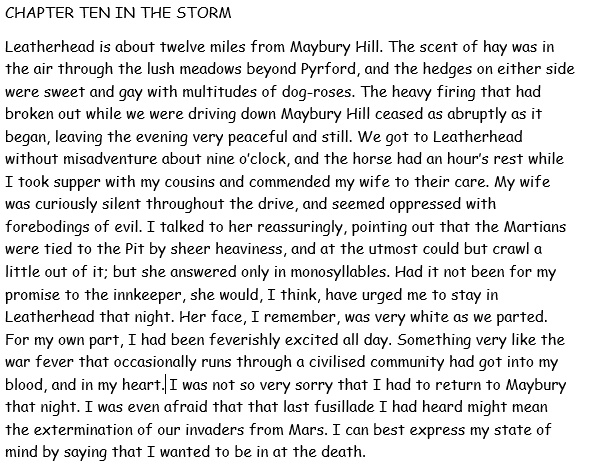 CHAPTER TEN IN THE STORM
Leatherhead is about twelve miles from Maybury Hill. The scent of hay was in
the air through the lush meadows beyond Pyrford, and the hedges on either side
were sweet and gay with multitudes of dog-roses. The heavy firing that had
broken out while we were driving down Maybury Hill ceased as abruptly as it
began, leaving the evening very peaceful and still. We got to Leatherhead
without misadventure about nine o'clock, and the horse had an hour's rest while
I took supper with my cousins and commended my wife to their care. My wife
was curiously silent throughout the drive, and seemed oppressed with
forebodings of evil. I talked to her reassuringly, pointing out that the Martians
were tied to the Pit by sheer heaviness, and at the utmost could but crawl a
little out of it; but she answered only in monosyllables. Had it not been for my
promise to the innkeeper, she would, I think, have urged me to stay in
Leatherhead that night. Her face, I remember, was very white as we parted.
For my own part, I had been feverishly excited all day. Something very like the
war fever that occasionally runs through a civilised community had got into my
blood, and in my heart. I was not so very sorry that I had to return to Maybury
that night. I was even afraid that that last fusillade I had heard might mean
the extermination of our invaders from Mars. I can best express my state of
mind by saying that I wanted to be in at the death.